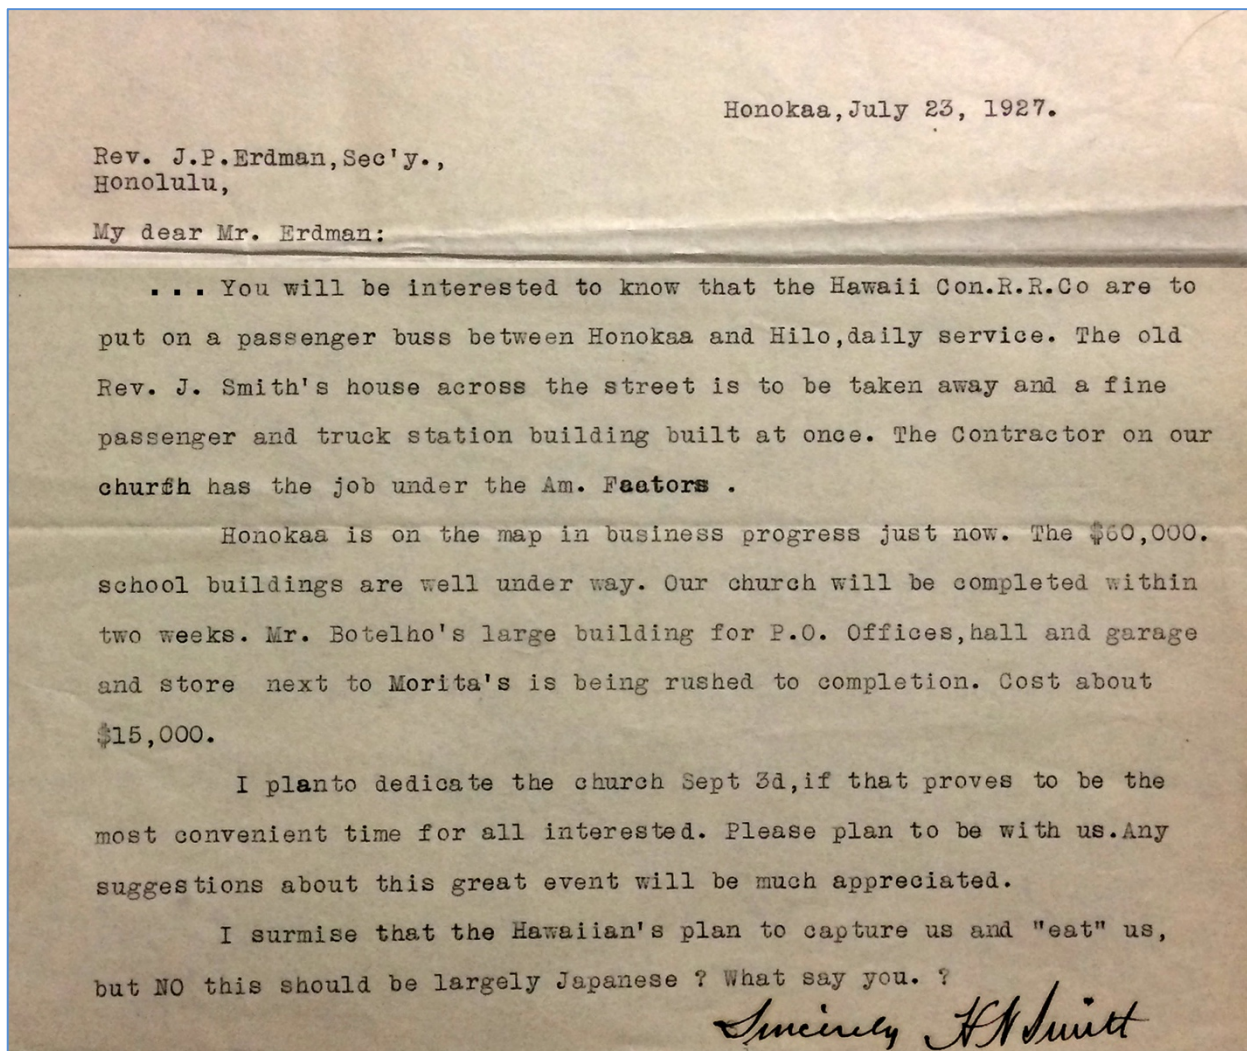 Honokaa,July 23, 1927.
Rev. J.P.Erdman,Sec'y.,
Honolulu,
My dear Mr. Erdman:
... You will be interested to know that the Hawaii Con.R.R.Co are to
put on a passenger buss between Honokaa and Hilo,daily service. The old
Rev. J. Smith's house across the street is to be taken away and a fine
passenger and truck station building built at once. The Contractor on our
church has the job under the Am. Faators .
Honokaa is on the map in business progress just now. The $60,000.
school buildings are well under way. Our church will be completed within
two weeks. Mr. Botelho's large building for P.O. Offices,hall and garage
and store next to Morita's is being rushed to completion. Cost about
$15,000.
I planto dedicate the church Sept 3d,if that proves to be the
most convenient time for all interested. Please plan to be with us.Any
suggestions about this great event will be much appreciated.
I surmise that the Hawaiian's plan to capture us and "eat" us,
but NO this should be largely Japanese ? What say you. ?
Sincerely H N Smith